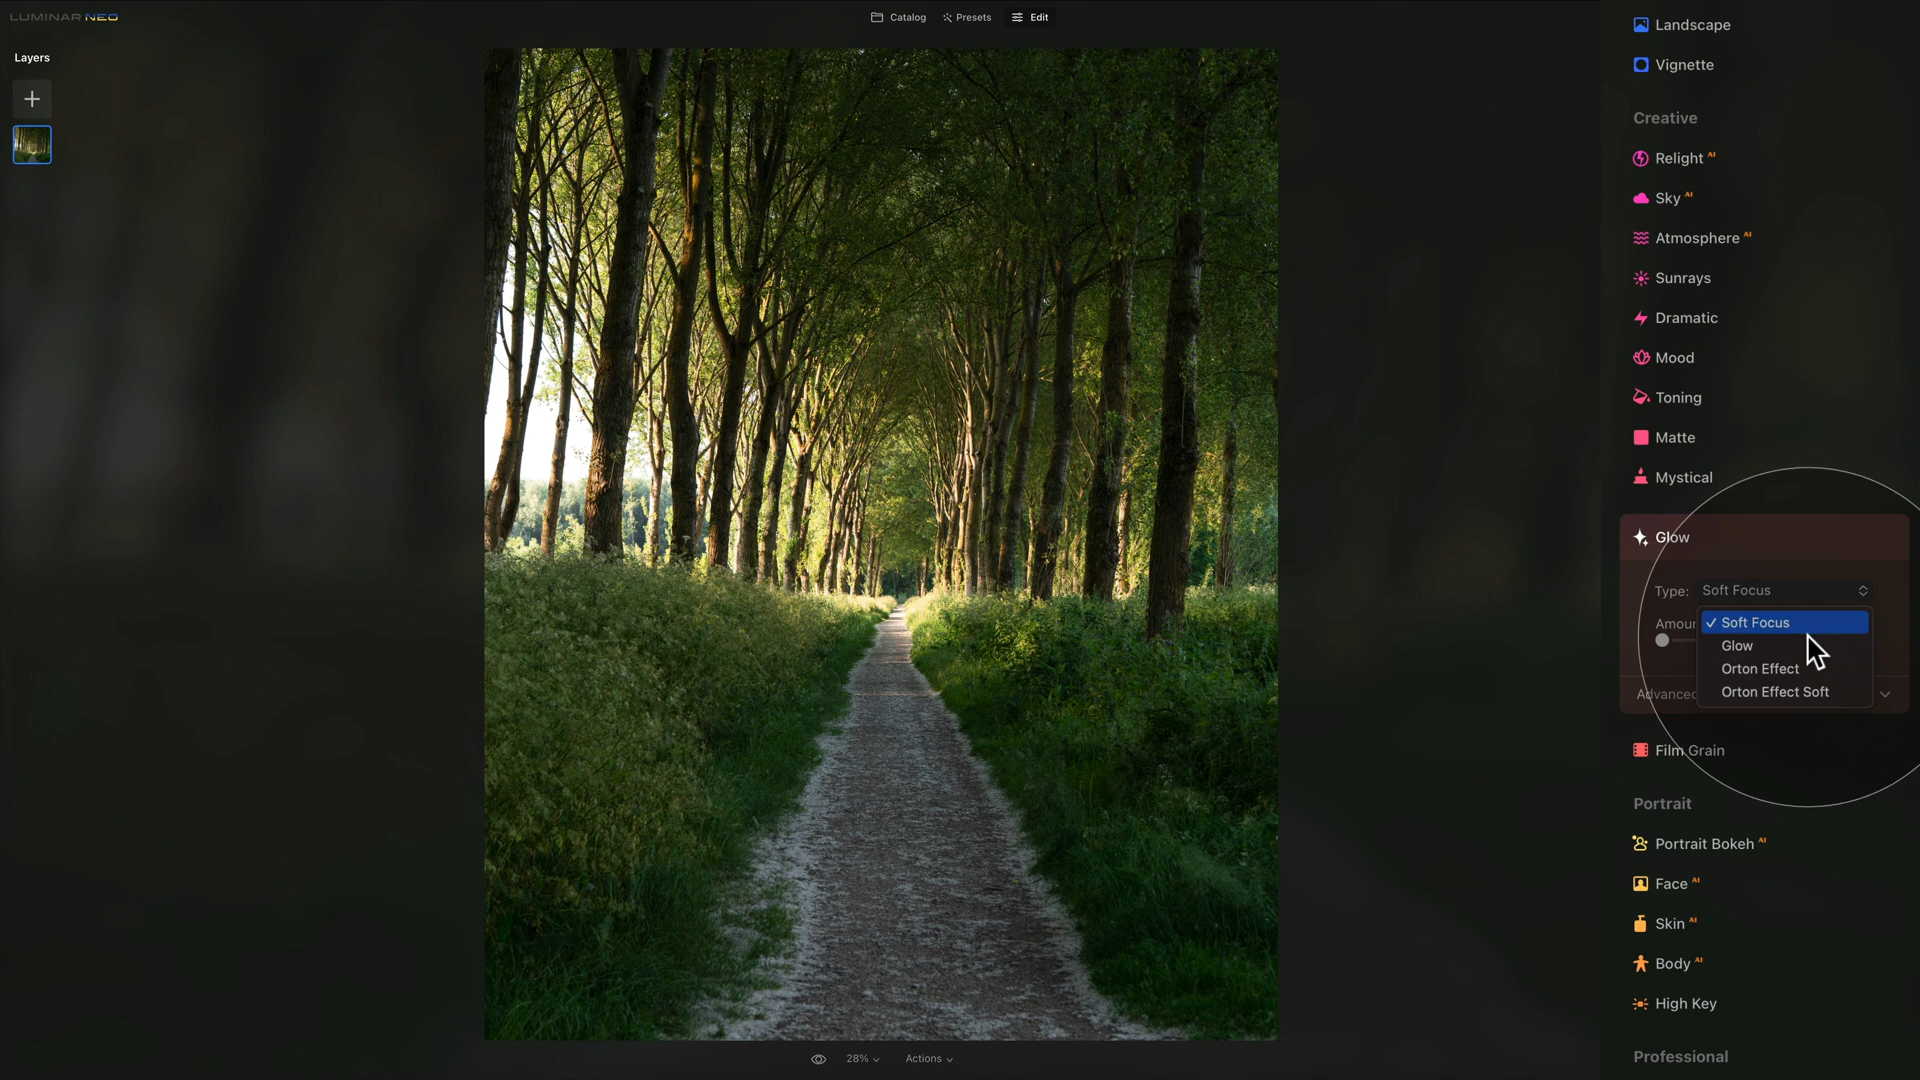 LUMINAR NEO
Catalog
Presets
Edit
Layers
Landscape
Vignette
Creative
Relight AI
Sky AI
Atmosphere AI
Sunrays
Dramatic
Mood
Toning
Matte
Mystical
Glow
Type: Soft Focus
Amoun
✓ Soft Focus
Glow
Orton Effect
Orton Effect Soft
Advanced
Film Grain
Portrait
Portrait Bokeh AI
Face AI
Skin AI
Body AI
High Key
Professional
28%
Actions